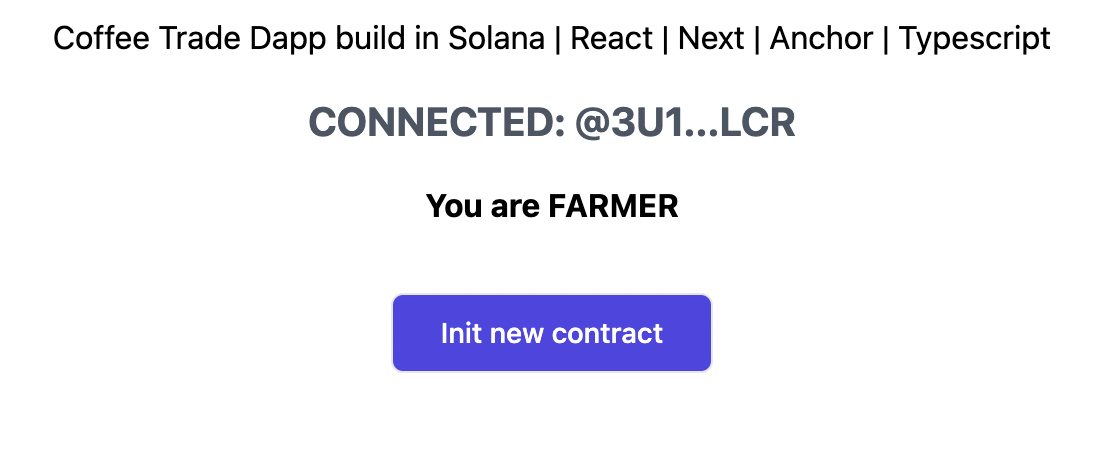 Coffee Trade Dapp build in Solana | React | Next | Anchor | Typescript
CONNECTED: @3U1...LCR
You are FARMER
Init new contract